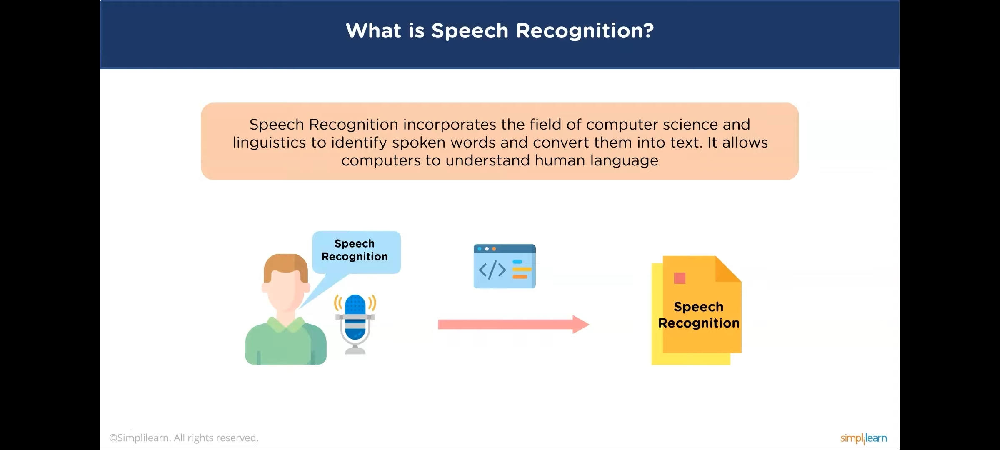 What is Speech Recognition?
Speech Recognition incorporates the field of computer science and
linguistics to identify spoken words and convert them into text. It allows
computers to understand human language
Speech
Recognition
</>
Speech
Recognition
©Simplilearn. All rights reserved.
simplilearn